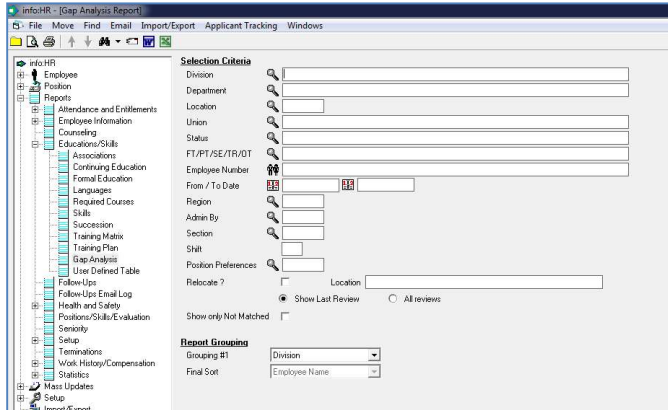 info:HR - [Gap Analysis Report]
File Move Find Email Import/Export Applicant Tracking Windows
info:HR
Employee
Position
Reports
Attendance and Entitlements
Employee Information
Counseling
Educations/Skills
Associations
Continuing Education
Formal Education
Languages
Required Courses
Skills
Succession
Training Matrix
Training Plan
Gap Analysis
User Defined Table
Follow-Ups
Follow-Ups Email Log
Health and Safety
Positions/Skills/Evaluation
Seniority
Setup
Terminations
Work History/Compensation
Statistics
Mass Updates
Setup
Import/Export
Selection Criteria
Division
Department
Location
Union
Status
FT/PT/SE/TR/OT
Employee Number
From / To Date
Region
Admin By
Section
Shift
Position Preferences
Relocate ? Location
Show Last Review All reviews
Show only Not Matched
Report Grouping
Grouping #1 Division
Final Sort Employee Name